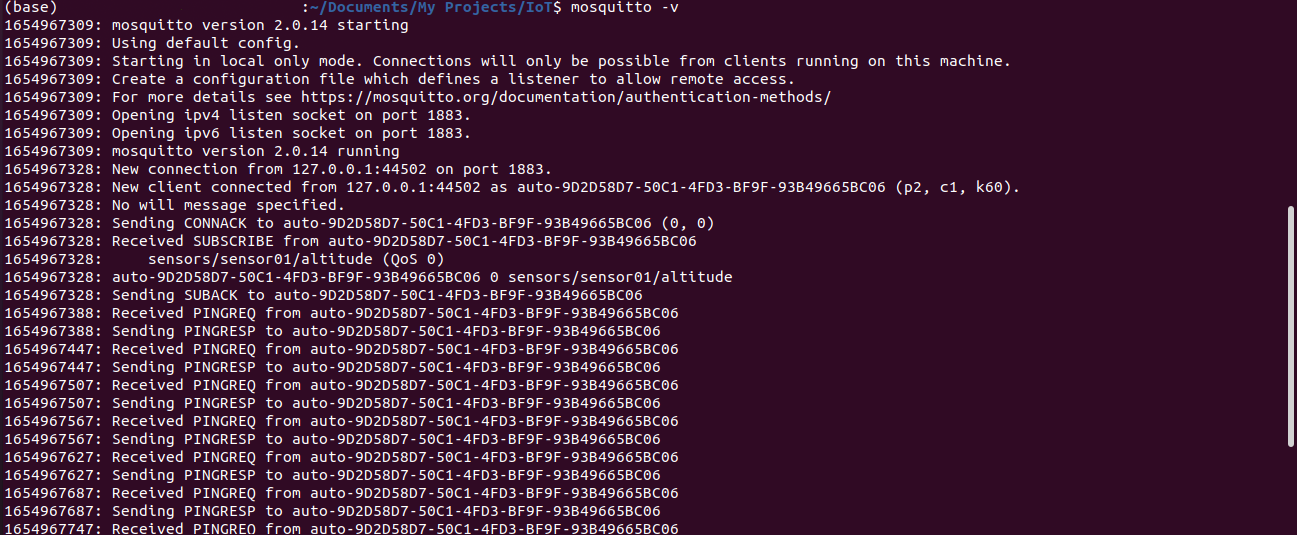 (base) :~/Documents/My Projects/IoT$ mosquitto -v
1654967309: mosquitto version 2.0.14 starting
1654967309: Using default config.
1654967309: Starting in local only mode. Connections will only be possible from clients running on this machine.
1654967309: Create a configuration file which defines a listener to allow remote access.
1654967309: For more details see https://mosquitto.org/documentation/authentication-methods/
1654967309: Opening ipv4 listen socket on port 1883.
1654967309: Opening ipv6 listen socket on port 1883.
1654967309: mosquitto version 2.0.14 running
1654967328: New connection from 127.0.0.1:44502 on port 1883.
1654967328: New client connected from 127.0.0.1:44502 as auto-9D2D58D7-50C1-4FD3-BF9F-93B49665BC06 (p2, c1, k60).
1654967328: No will message specified.
1654967328: Sending CONNACK to auto-9D2D58D7-50C1-4FD3-BF9F-93B49665BC06 (0, 0)
1654967328: Received SUBSCRIBE from auto-9D2D58D7-50C1-4FD3-BF9F-93B49665BC06
1654967328:     sensors/sensor01/altitude (QoS 0)
1654967328: auto-9D2D58D7-50C1-4FD3-BF9F-93B49665BC06 0 sensors/sensor01/altitude
1654967328: Sending SUBACK to auto-9D2D58D7-50C1-4FD3-BF9F-93B49665BC06
1654967388: Received PINGREQ from auto-9D2D58D7-50C1-4FD3-BF9F-93B49665BC06
1654967388: Sending PINGRESP to auto-9D2D58D7-50C1-4FD3-BF9F-93B49665BC06
1654967447: Received PINGREQ from auto-9D2D58D7-50C1-4FD3-BF9F-93B49665BC06
1654967447: Sending PINGRESP to auto-9D2D58D7-50C1-4FD3-BF9F-93B49665BC06
1654967507: Received PINGREQ from auto-9D2D58D7-50C1-4FD3-BF9F-93B49665BC06
1654967507: Sending PINGRESP to auto-9D2D58D7-50C1-4FD3-BF9F-93B49665BC06
1654967567: Received PINGREQ from auto-9D2D58D7-50C1-4FD3-BF9F-93B49665BC06
1654967567: Sending PINGRESP to auto-9D2D58D7-50C1-4FD3-BF9F-93B49665BC06
1654967627: Received PINGREQ from auto-9D2D58D7-50C1-4FD3-BF9F-93B49665BC06
1654967627: Sending PINGRESP to auto-9D2D58D7-50C1-4FD3-BF9F-93B49665BC06
1654967687: Received PINGREQ from auto-9D2D58D7-50C1-4FD3-BF9F-93B49665BC06
1654967687: Sending PINGRESP to auto-9D2D58D7-50C1-4FD3-BF9F-93B49665BC06
1654967747: Received PINGREQ from auto-9D2D58D7-50C1-4FD3-BF9F-93B49665BC06